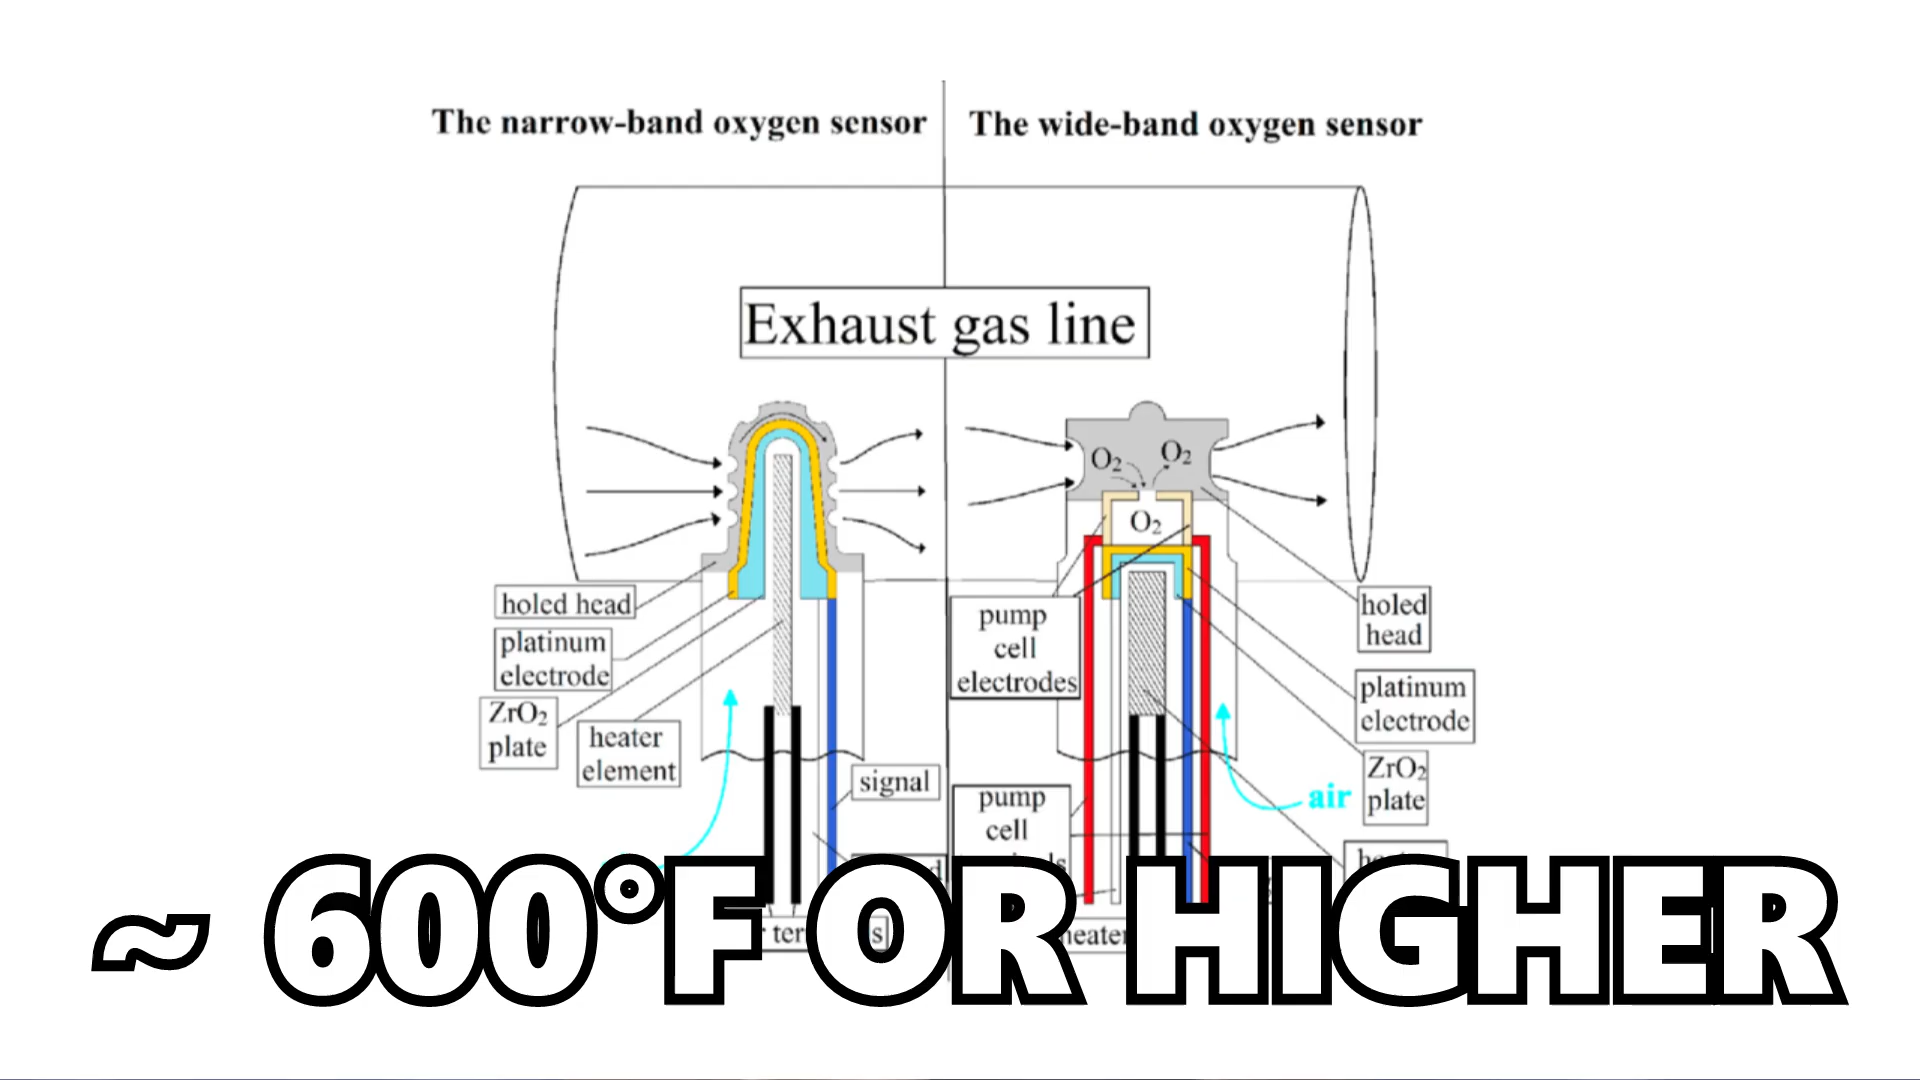 The narrow-band oxygen sensor
The wide-band oxygen sensor
Exhaust gas line
O₂
O₂
O₂
holed head
platinum
electrode
ZrO₂
plate
heater
element
signal
pump
cell
electrodes
pump
cell
holed
head
platinum
electrode
ZrO₂
plate
air
~ 600°F OR HIGHER